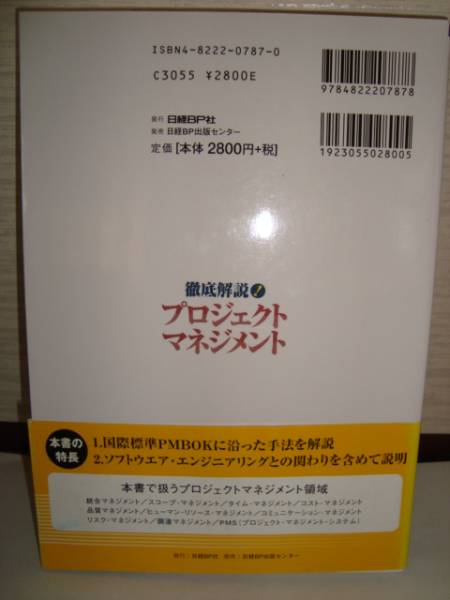 ISBN4-8222-0787-0
C3055 ¥2800E
発行 日経BP社
発売 日経BP出版センター
定価[本体 2800円+税]
9784822207878
1923055028005
徹底解説!
プロジェクト
マネジメント
本書の
特長
1.国際標準PMBOKに沿った手法を解説
2.ソフトウエア・エンジニアリングとの関わりを含めて説明
本書で扱うプロジェクトマネジメント領域
統合マネジメント/スコープ・マネジメント/タイム・マネジメント/コスト・マネジメント
品質マネジメント/ヒューマン・リソース・マネジメント/コミュニケーション・マネジメント
リスク・マネジメント/調達マネジメント/PMS(プロジェクト・マネジメント・システム)
発行:日経BP社 発売:日経BP出版センター